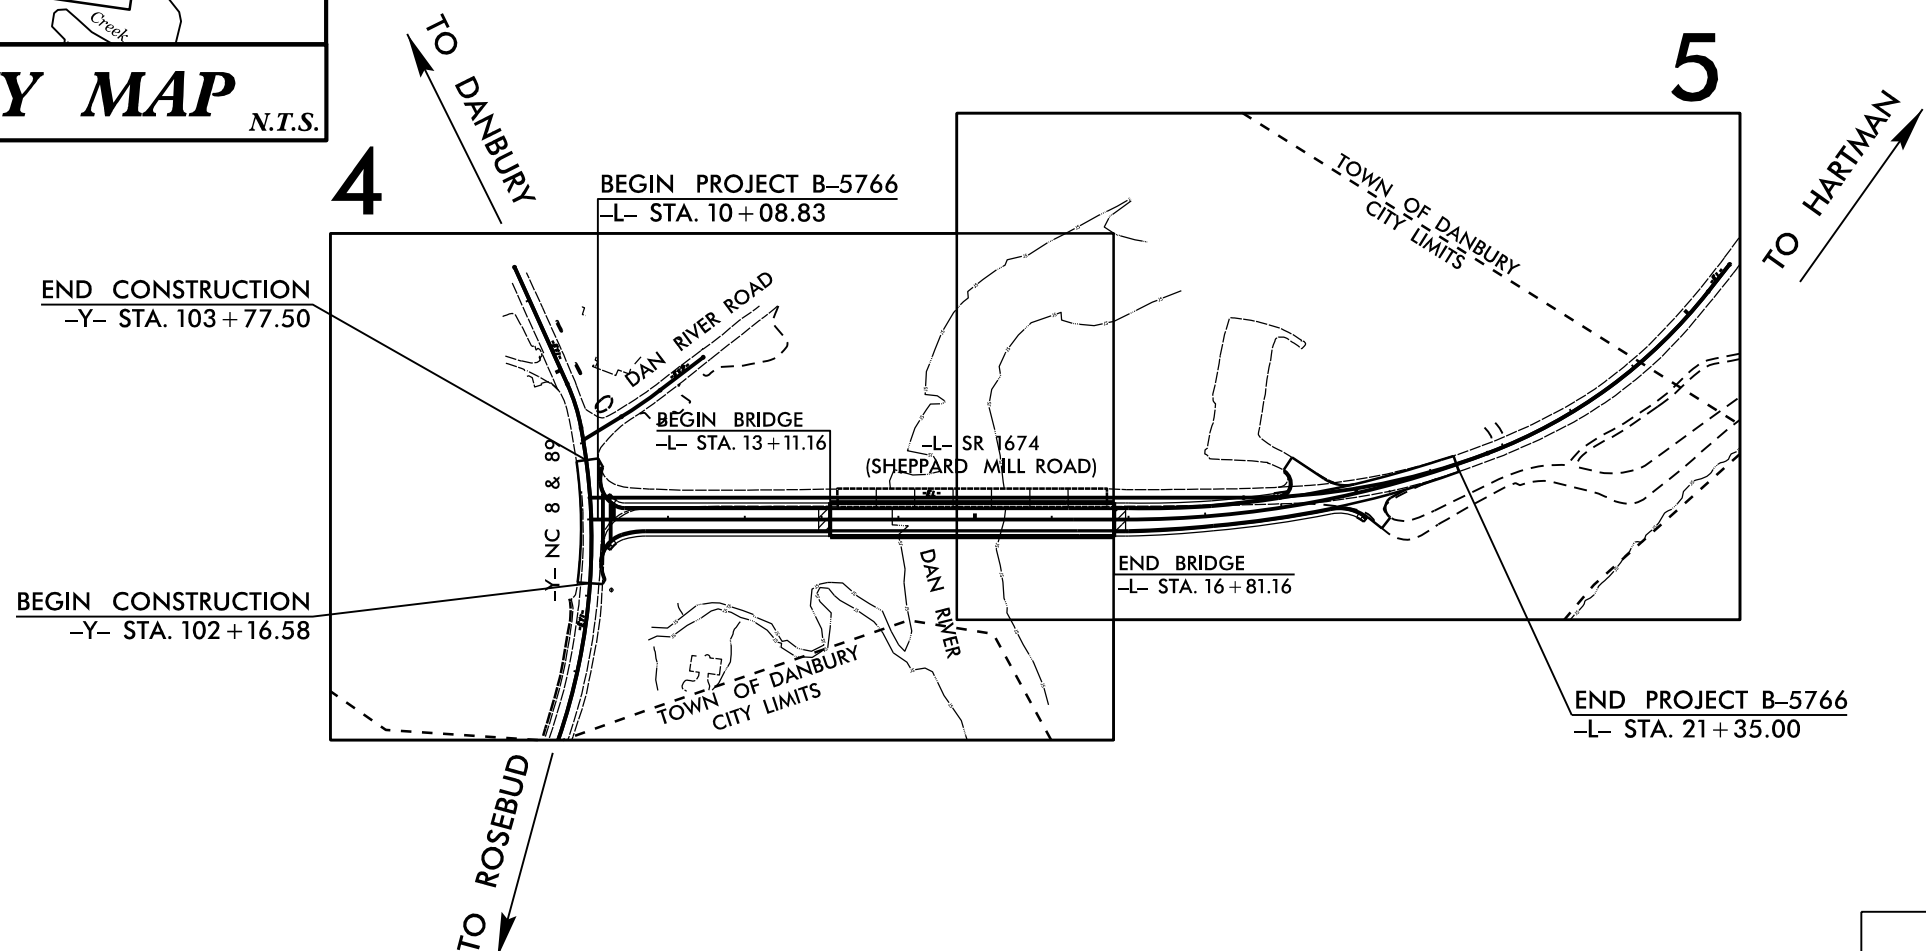 Creek
Y MAP N.T.S.
4
5
TO DANBURY
TO HARTMAN
BEGIN PROJECT B–5766
–L– STA. 10+08.83
TOWN OF DANBURY
CITY LIMITS
END CONSTRUCTION
–Y– STA. 103+77.50
DAN RIVER ROAD
BEGIN BRIDGE
–L– STA. 13+11.16
–L– SR 1674
(SHEPPARD MILL ROAD)
–Y– NC 8 & 89
DAN RIVER
END BRIDGE
–L– STA. 16+81.16
BEGIN CONSTRUCTION
–Y– STA. 102+16.58
TOWN OF DANBURY
CITY LIMITS
END PROJECT B–5766
–L– STA. 21+35.00
TO ROSEBUD